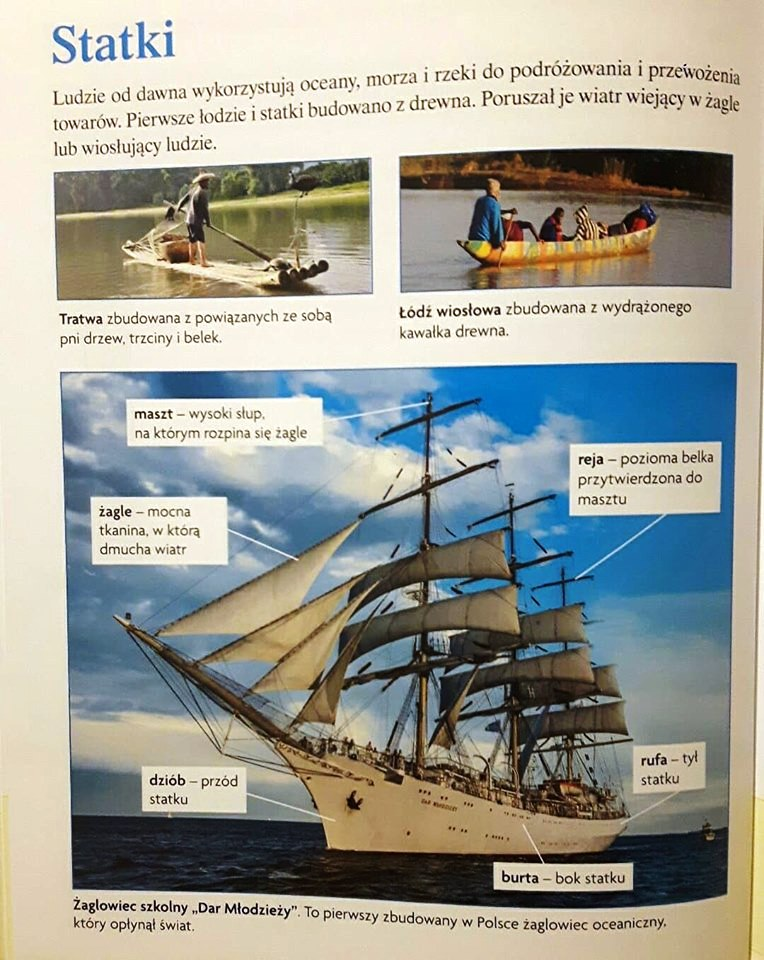 Statki
Ludzie od dawna wykorzystują oceany, morza i rzeki do podróżowania i przewożenia
towarów. Pierwsze łodzie i statki budowano z drewna. Poruszał je wiatr wiejący w żagle
lub wiosłujący ludzie.
Tratwa zbudowana z powiązanych ze sobą
pni drzew, trzciny i belek.
Łódź wiosłowa zbudowana z wydrążonego
kawałka drewna.
maszt – wysoki słup,
na którym rozpina się żagle
reja – pozioma belka
przytwierdzona do
masztu
żagle – mocna
tkanina, w którą
dmucha wiatr
dziób – przód
statku
DAR MŁODZIEŻY
rufa – tył
statku
burta – bok statku
Żaglowiec szkolny „Dar Młodzieży”. To pierwszy zbudowany w Polsce żaglowiec oceaniczny,
który opłynął świat.